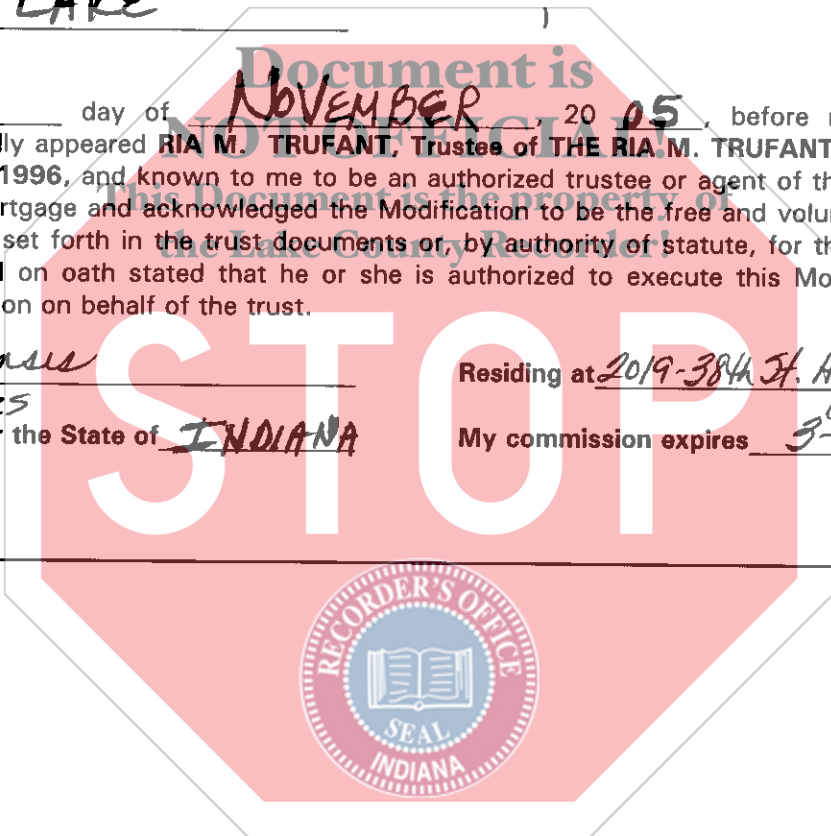 LAKE )
Document is
day of NOVEMBER, 20 05, before
NOT OFFICIAL!
lly appeared RIA M. TRUFANT, Trustee of THE RIA M. TRUFANT
1996, and known to me to be an authorized trustee or agent of th
This Document is the property of
rtgage and acknowledged the Modification to be the free and volu
the Lake County Recorder!
set forth in the trust documents or, by authority of statute, for th
on oath stated that he or she is authorized to execute this Mo
on on behalf of the trust.
STOP
Residing at 2019-38th St. H
the State of INDIANA My commission expires 3-
RECORDER'S OFFICE
SEAL
INDIANA